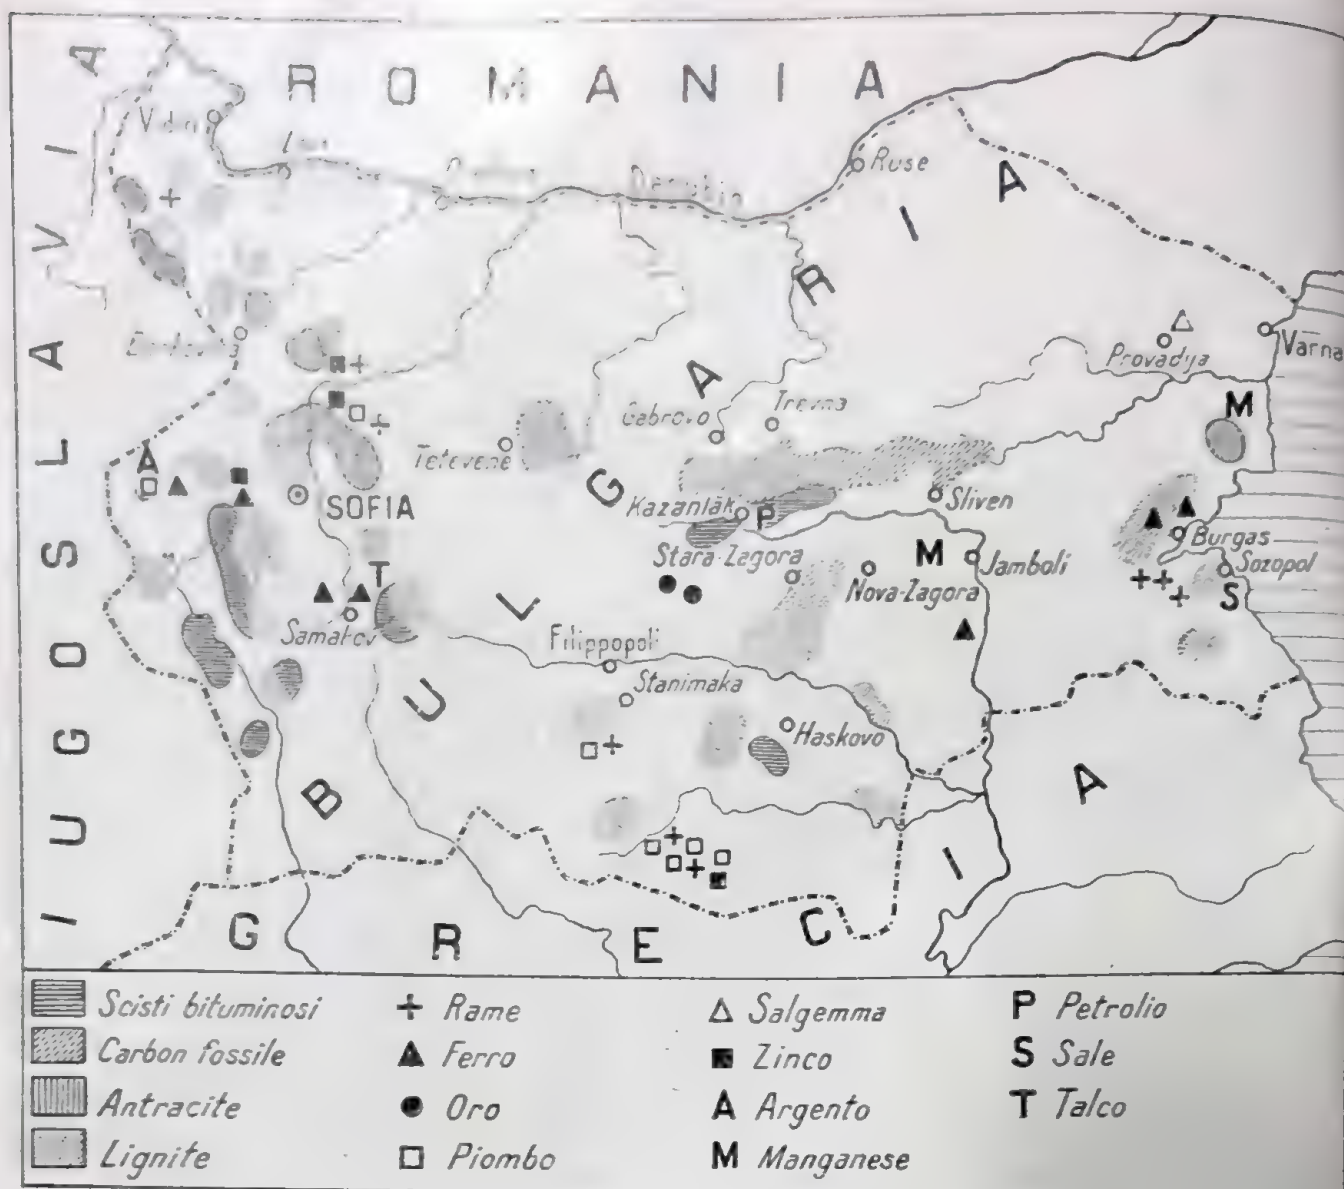 ROMANIA
IUGOSLAVIA
BULGARIA
GRECIA
Ruse
Varna
Provadya
M
Gabrovo
Trevna
Tetevene
A
SOFIA
Kazanlăk
P
Sliven
Burgas
Stara-Zagora
M
Jamboli
Sozopol
Nova-Zagora
S
T
Samakov
Filippopoli
Stanimaka
Haskovo
Scisti bituminosi
Carbon fossile
Antracite
Lignite
Rame
Ferro
Oro
Piombo
Salgemma
Zinco
A Argento
M Manganese
P Petrolio
S Sale
T Talco